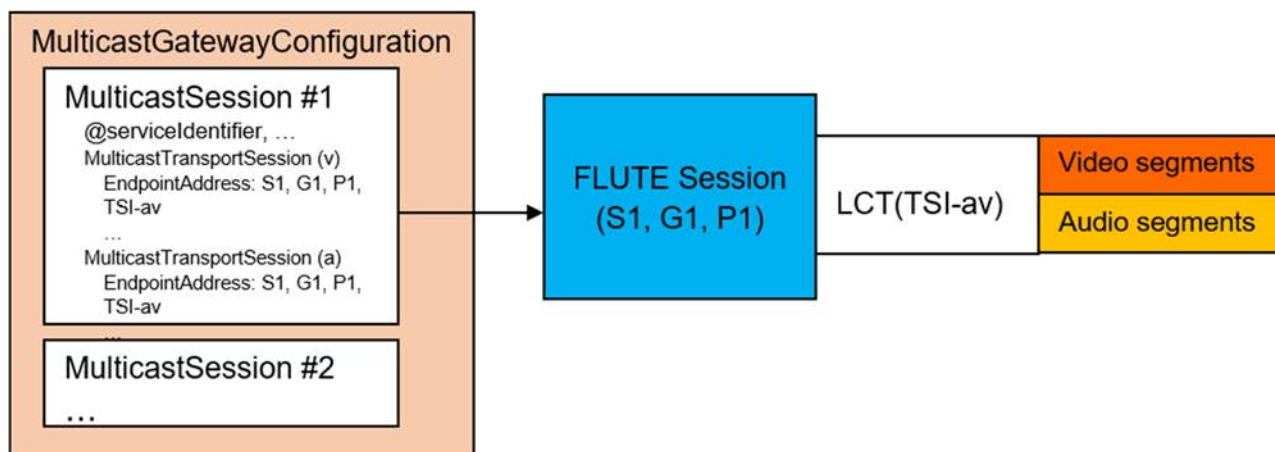 MulticastGatewayConfiguration
MulticastSession #1
@serviceIdentifier, ...
MulticastTransportSession (v)
EndpointAddress: S1, G1, P1,
TSI-av
...
MulticastTransportSession (a)
EndpointAddress: S1, G1, P1,
TSI-av
...
MulticastSession #2
...
FLUTE Session
(S1, G1, P1)
LCT(TSI-av)
Video segments
Audio segments